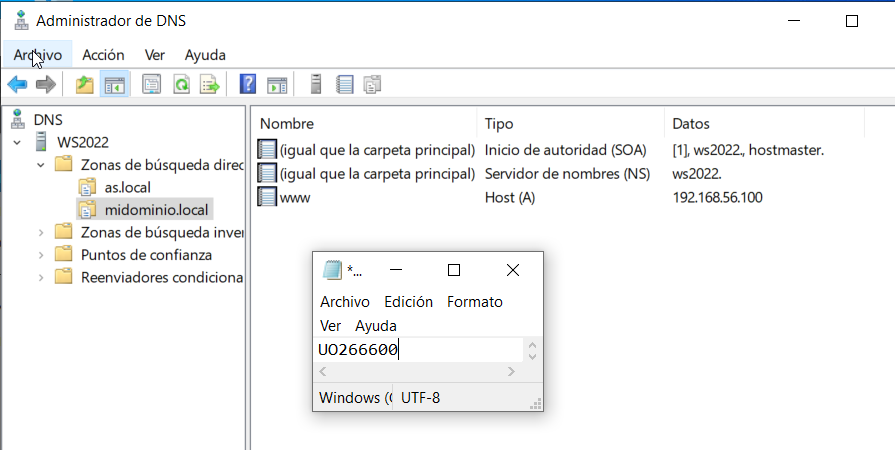 Administrador de DNS
Archivo Acción Ver Ayuda
DNS
WS2022
Zonas de búsqueda direc
as.local
midominio.local
Zonas de búsqueda inver
Puntos de confianza
Reenviadores condiciona
Nombre Tipo Datos
(igual que la carpeta principal) Inicio de autoridad (SOA) [1], ws2022., hostmaster.
(igual que la carpeta principal) Servidor de nombres (NS) ws2022.
www Host (A) 192.168.56.100
*...
Archivo Edición Formato
Ver Ayuda
UO266600
Windows (C UTF-8